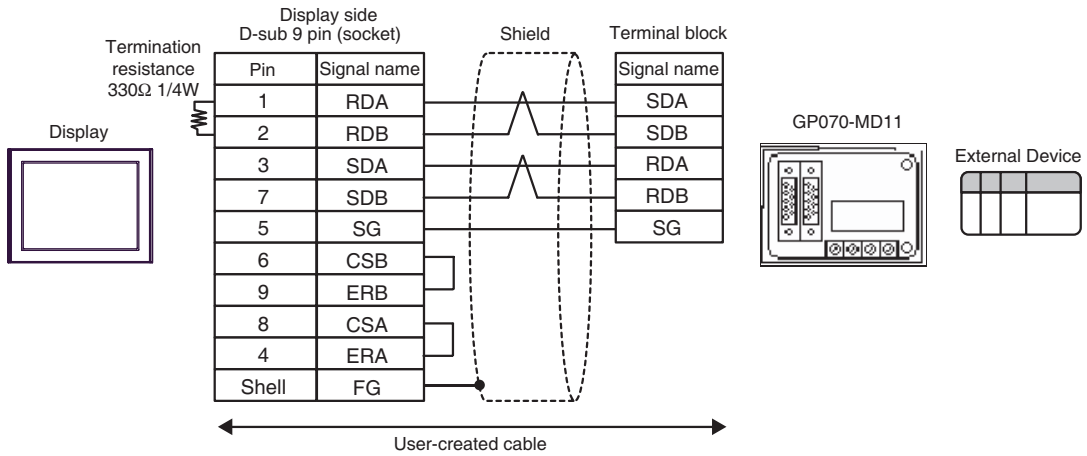 Display side
D-sub 9 pin (socket)
Shield
Terminal block
Termination
resistance
330Ω 1/4W
Pin Signal name
Signal name
1 RDA
SDA
2 RDB
SDB
3 SDA
RDA
7 SDB
RDB
5 SG
SG
6 CSB
9 ERB
8 CSA
4 ERA
Shell FG
Display
GP070-MD11
External Device
User-created cable